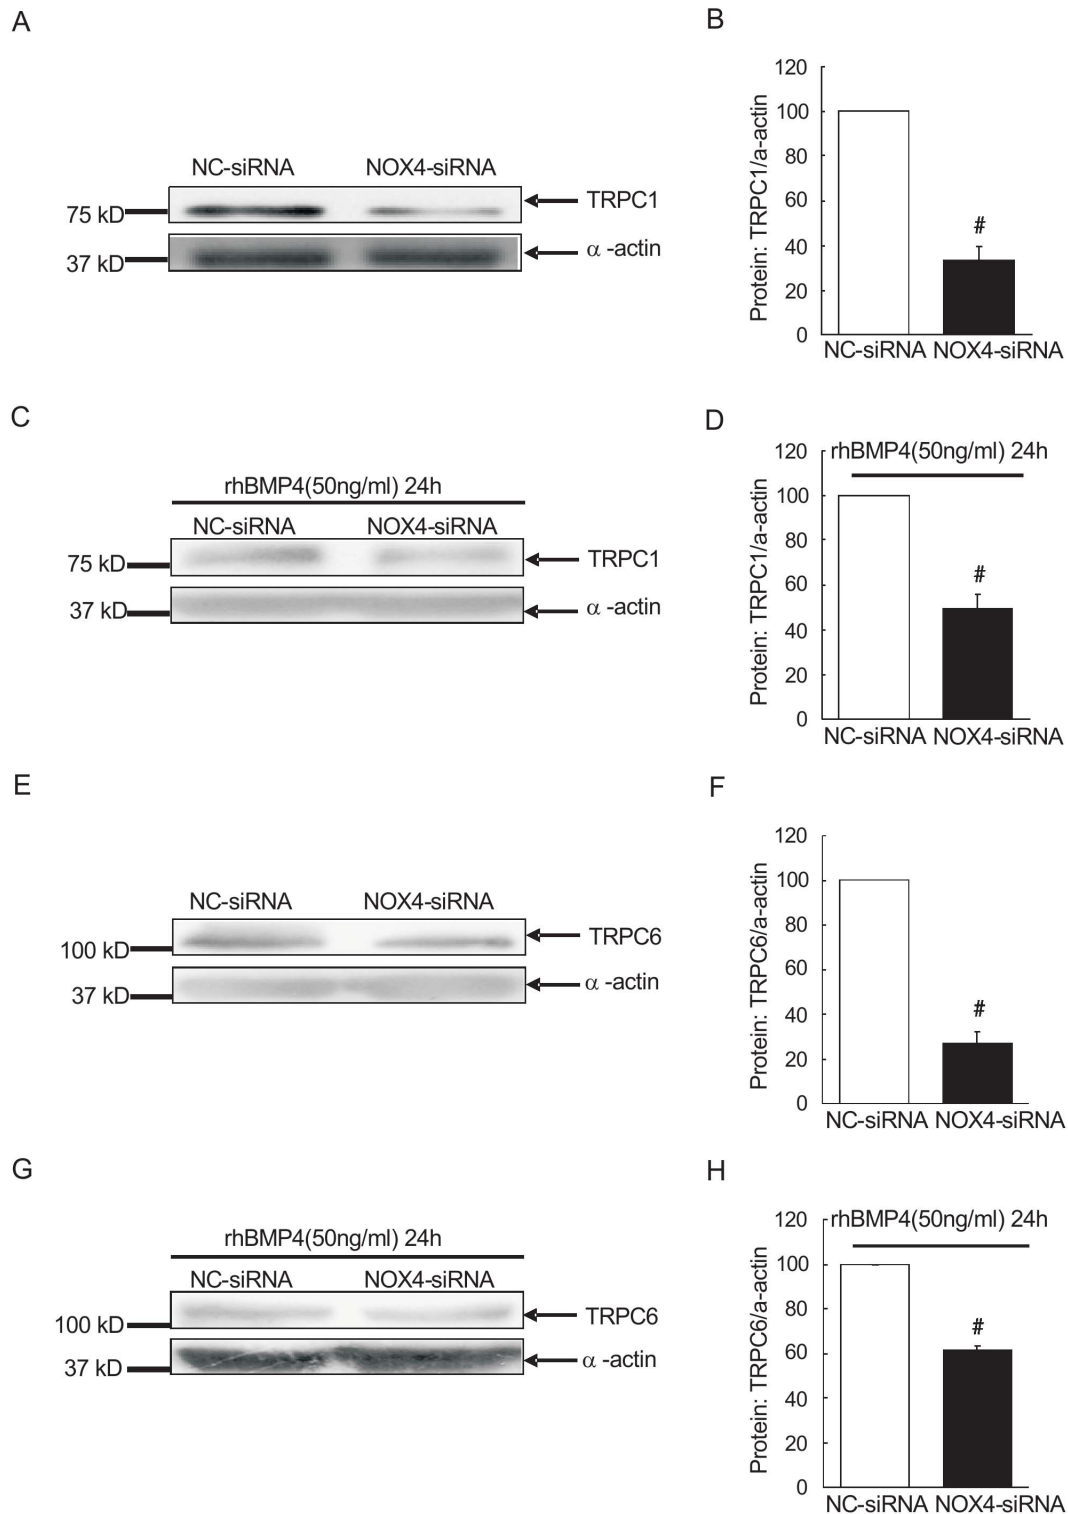 A
NC-siRNA NOX4-siRNA
75 kD TRPC1
37 kD α -actin
B
Protein: TRPC1/a-actin
120
100
80
60
40
20
0
#
NC-siRNA NOX4-siRNA
C
rhBMP4(50ng/ml) 24h
NC-siRNA NOX4-siRNA
75 kD TRPC1
37 kD α -actin
D
rhBMP4(50ng/ml) 24h
Protein: TRPC1/a-actin
120
100
80
60
40
20
0
#
NC-siRNA NOX4-siRNA
E
NC-siRNA NOX4-siRNA
100 kD TRPC6
37 kD α -actin
F
Protein: TRPC6/a-actin
120
100
80
60
40
20
0
#
NC-siRNA NOX4-siRNA
G
rhBMP4(50ng/ml) 24h
NC-siRNA NOX4-siRNA
100 kD TRPC6
37 kD α -actin
H
rhBMP4(50ng/ml) 24h
Protein: TRPC6/a-actin
120
100
80
60
40
20
0
#
NC-siRNA NOX4-siRNA